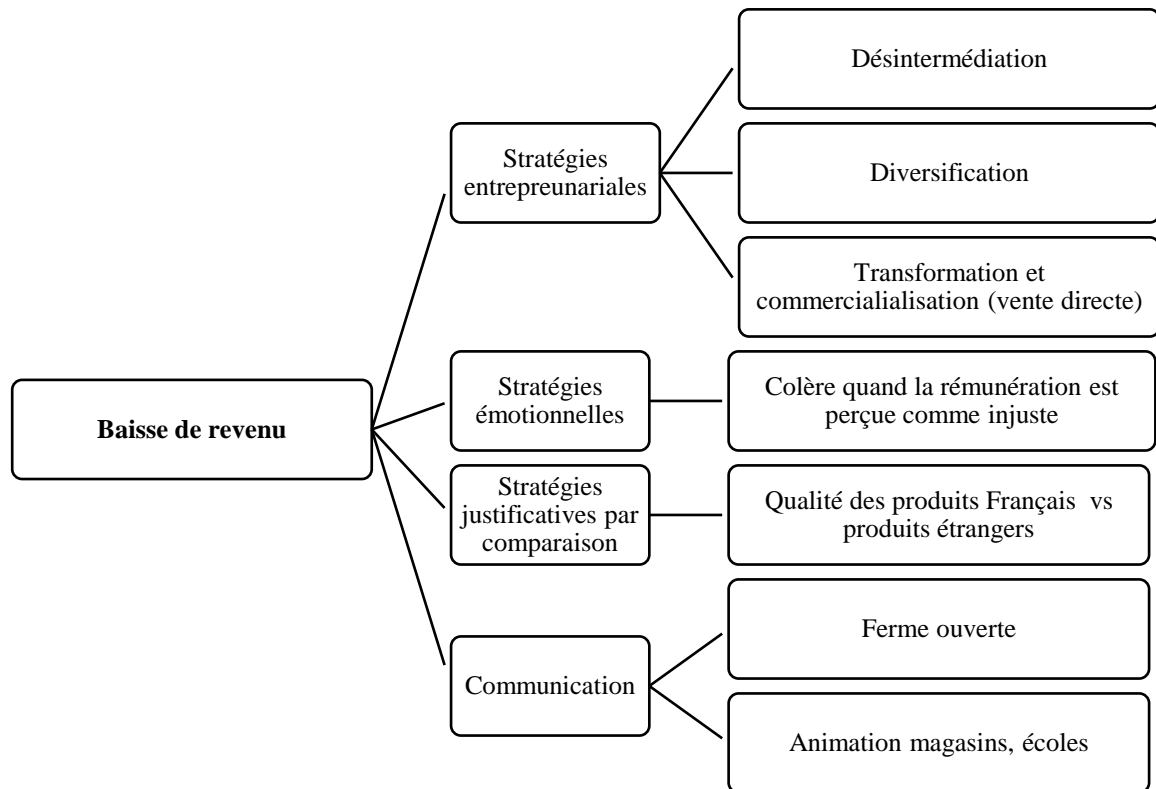 Baisse de revenu
Stratégies
entrepreunariales
Désintermédiation
Diversification
Transformation et
commercialialisation (vente directe)
Stratégies
émotionnelles
Colère quand la rémunération est
perçue comme injuste
Stratégies
justificatives par
comparaison
Qualité des produits Français  vs
produits étrangers
Communication
Ferme ouverte
Animation magasins, écoles